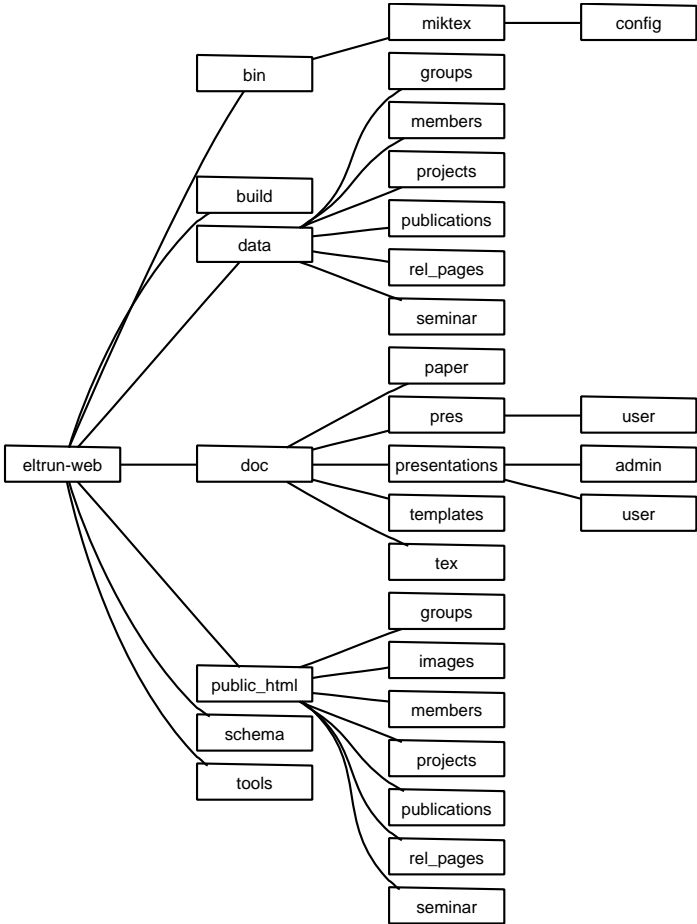 miktex
config
bin
groups
members
projects
build
publications
data
rel_pages
seminar
paper
pres
user
eltrun-web
doc
presentations
admin
templates
user
tex
groups
images
public_html
members
schema
projects
tools
publications
rel_pages
seminar